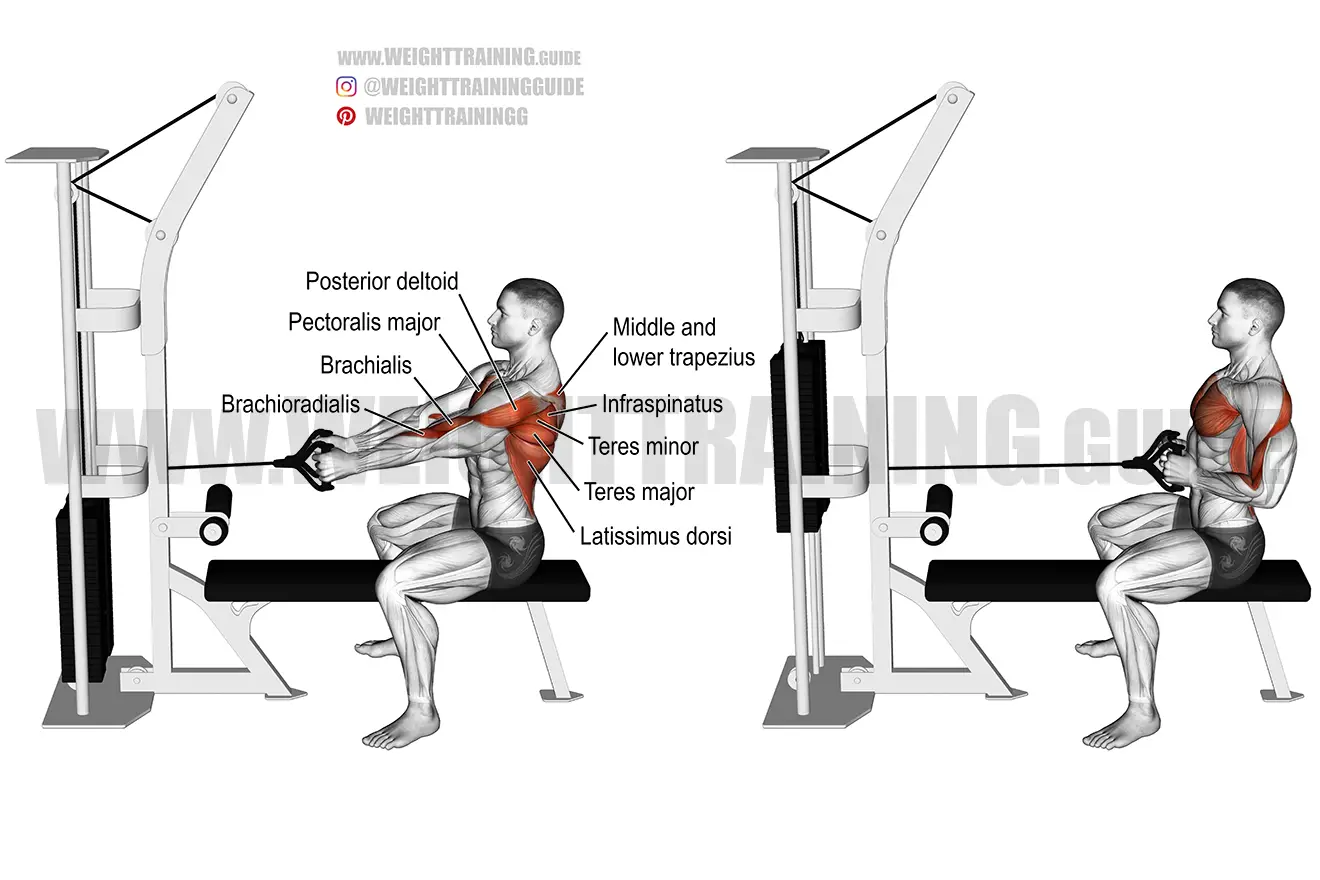 www.WEIGHTTRAINING.GUIDE
@WEIGHTTRAININGGUIDE
WEIGHTTRAININGG
Posterior deltoid
Pectoralis major
Brachialis
Brachioradialis
Middle and
lower trapezius
Infraspinatus
Teres minor
Teres major
Latissimus dorsi
www.WEIGHTTRAINING.GUIDE